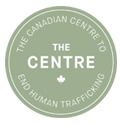 THE CANADIAN CENTRE TO
THE
CENTRE
END HUMAN TRAFFICKING